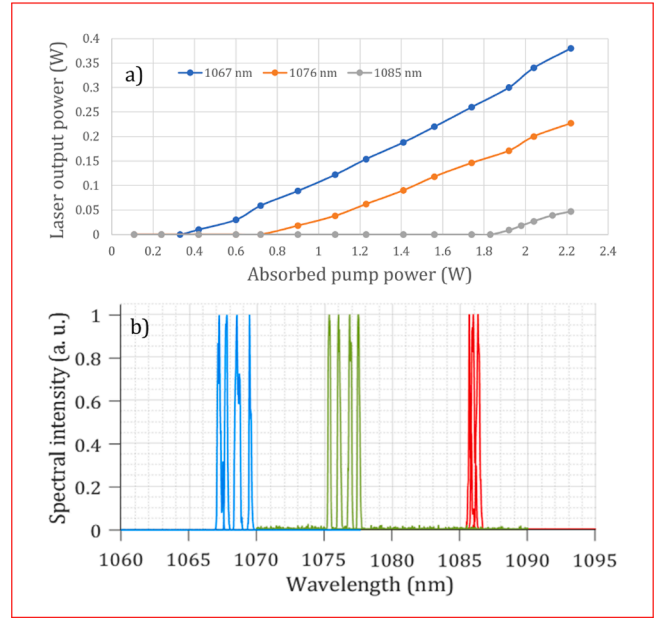 0.4
0.35
0.3
0.25
0.2
0.15
0.1
0.05
0
Laser output power (W)
a)
1067 nm 1076 nm 1085 nm
0 0.2 0.4 0.6 0.8 1 1.2 1.4 1.6 1.8 2 2.2 2.4
Absorbed pump power (W)
b)
1
0.8
0.6
0.4
0.2
0
Spectral intensity (a. u.)
1060 1065 1070 1075 1080 1085 1090 1095
Wavelength (nm)